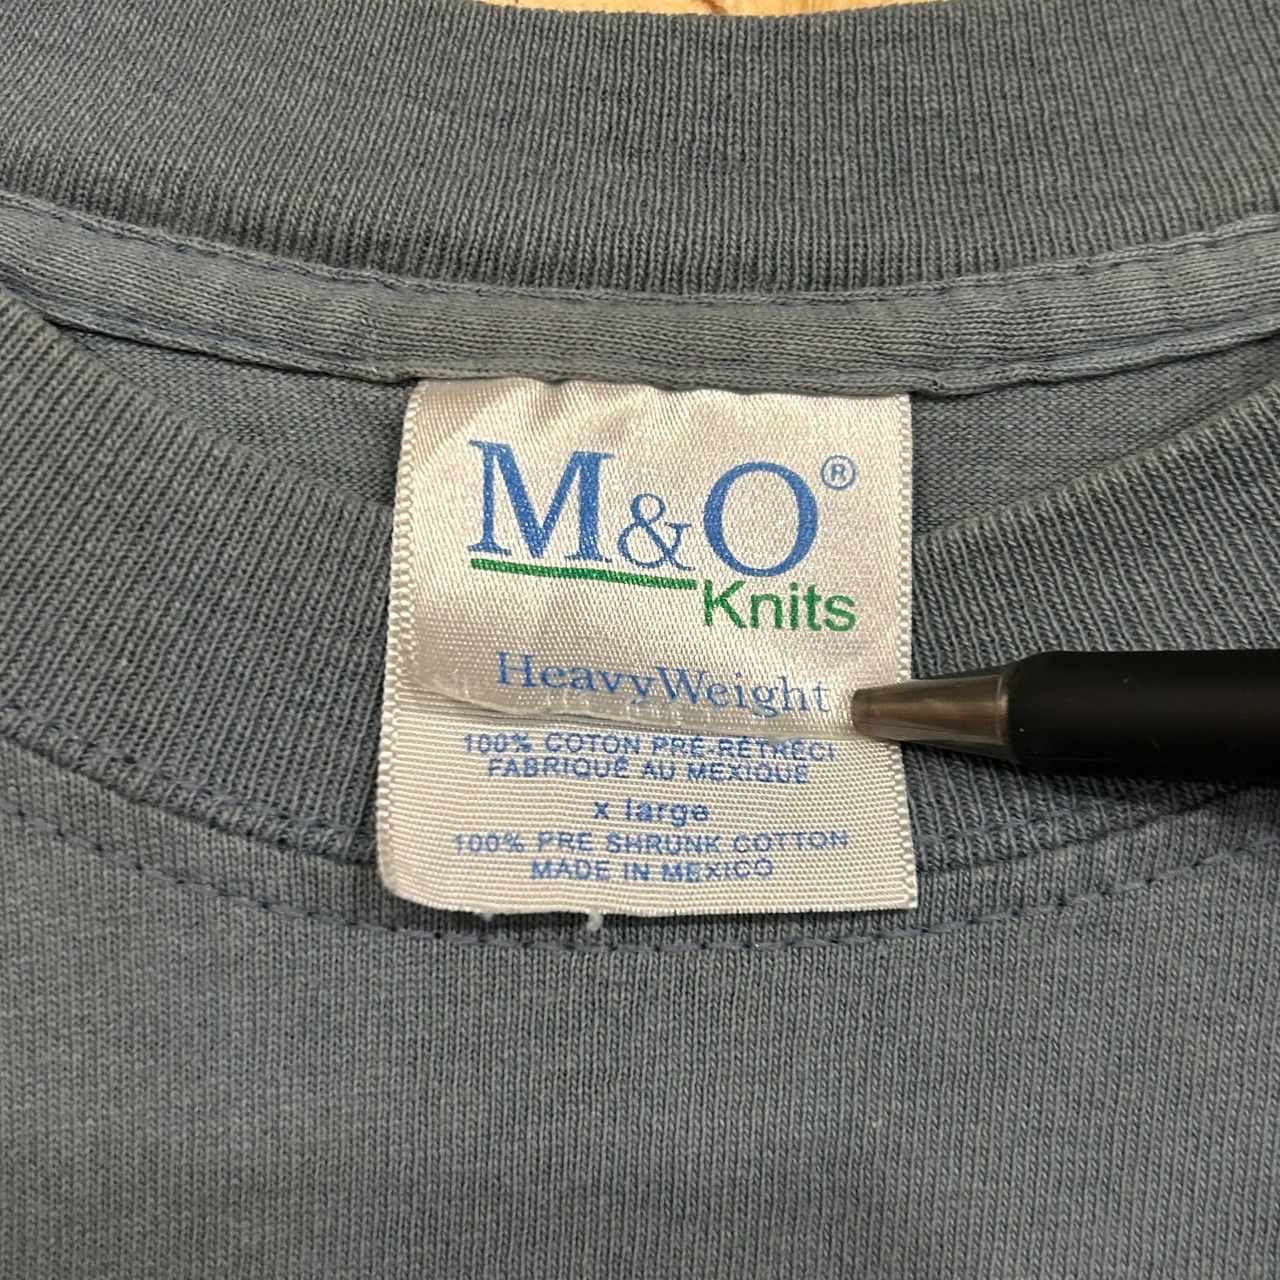 M&O®
Knits
HeavyWeight
100% COTON PRÉ-RÉTRÉCI
FABRIQUÉ AU MEXIQUE
x large
100% PRE SHRUNK COTTON
MADE IN MEXICO